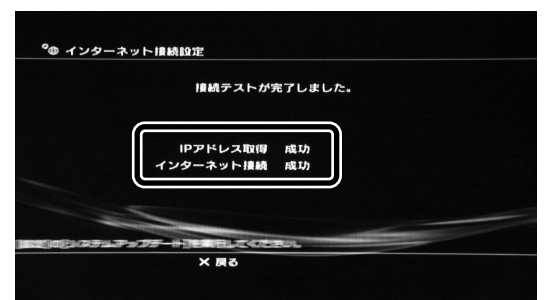 インターネット接続設定
接続テストが完了しました。
IPアドレス取得 成功
インターネット接続 成功
× 戻る